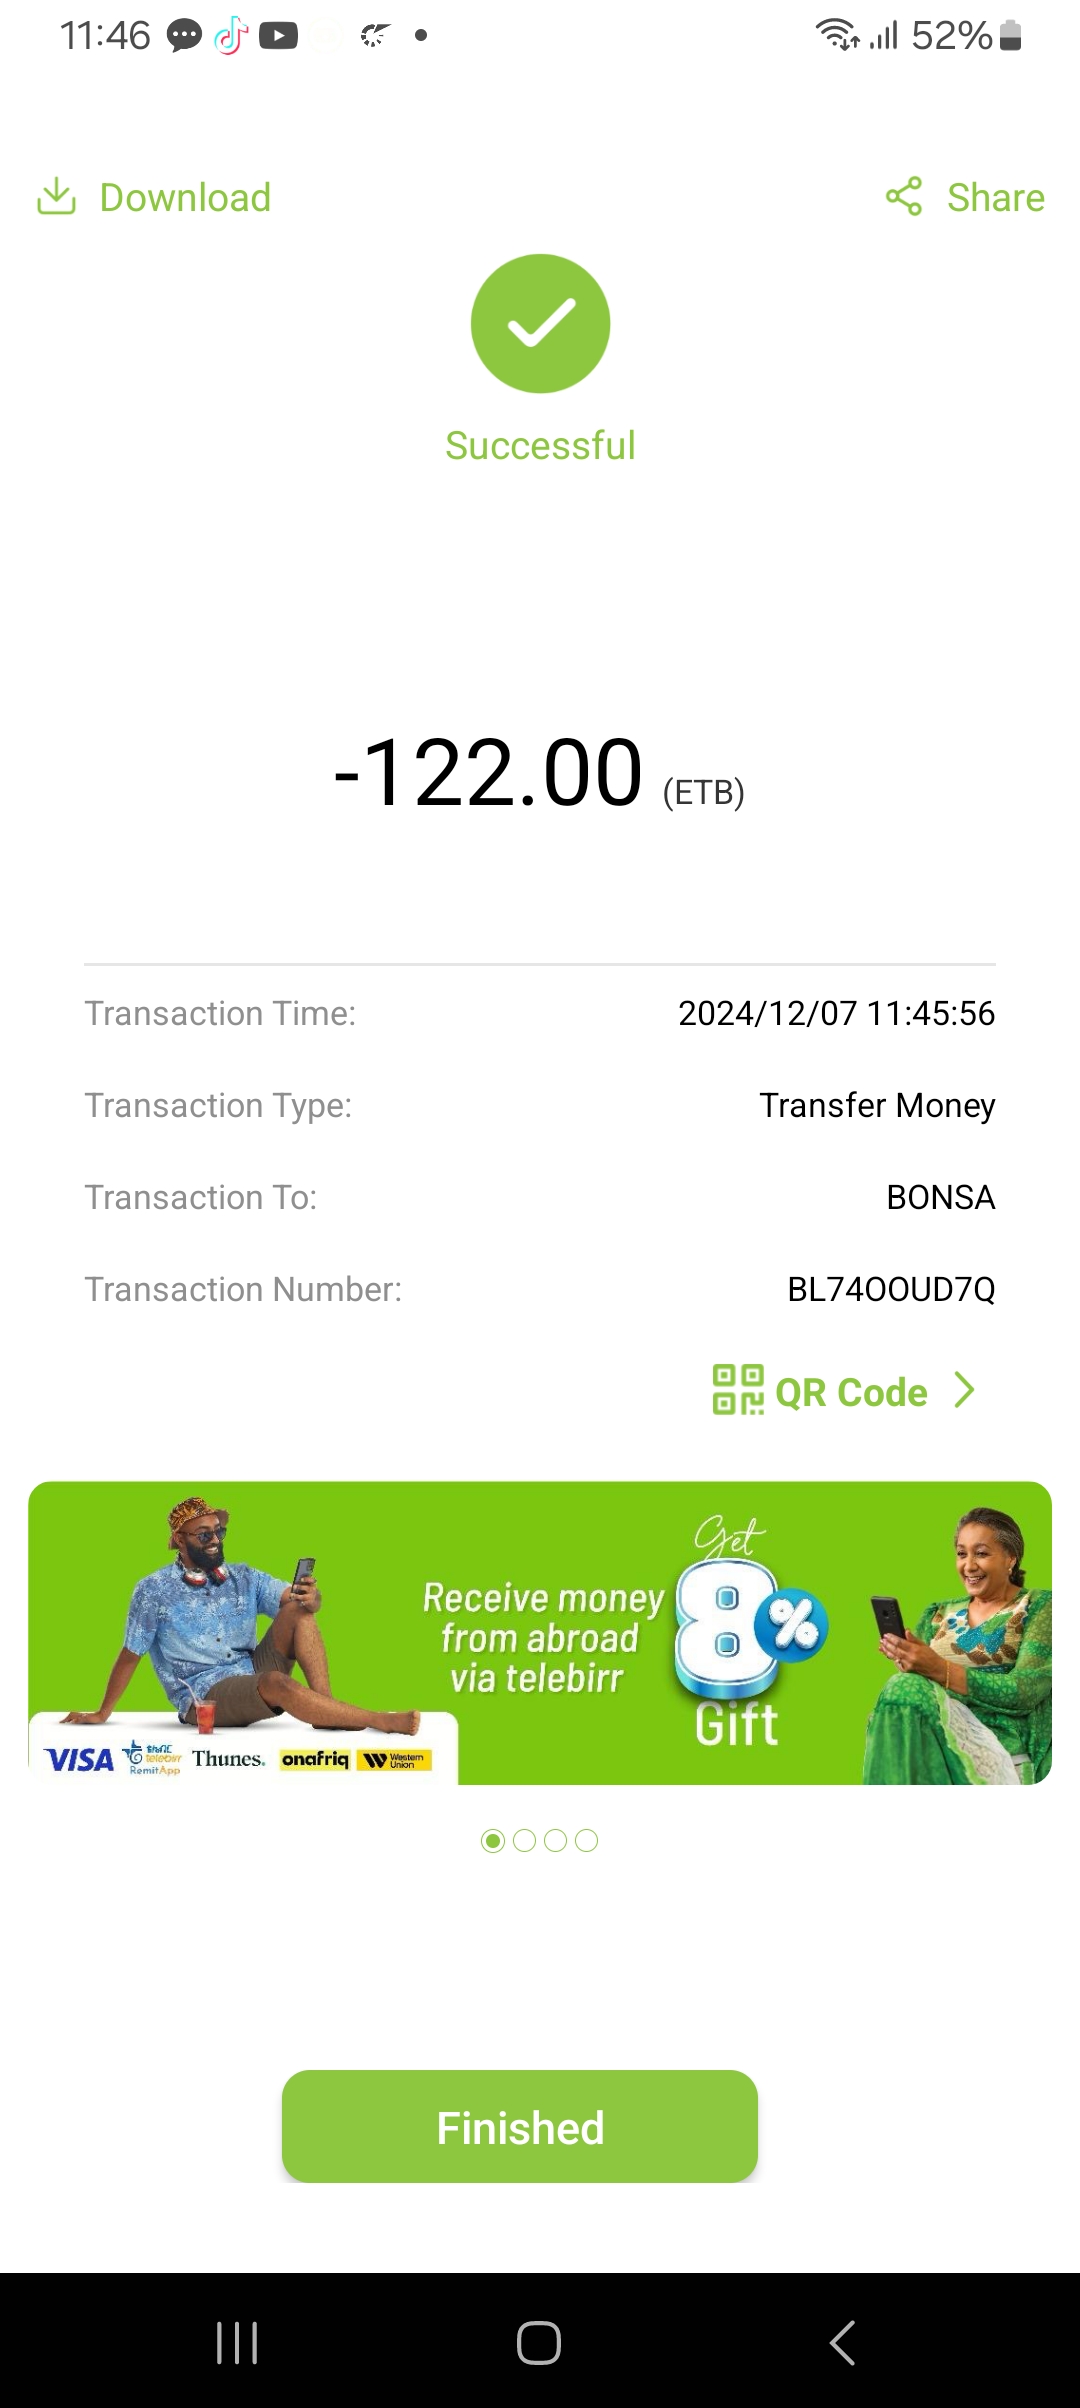 11:46
52%
Download
Share
Successful
-122.00 (ETB)
Transaction Time: 2024/12/07 11:45:56
Transaction Type: Transfer Money
Transaction To: BONSA
Transaction Number: BL74OOUD7Q
QR Code
Receive money
from abroad
via telebirr
Get
8%
Gift
VISA
telebirr
RemitApp
Thunes.
onafriq
Western
Union
Finished